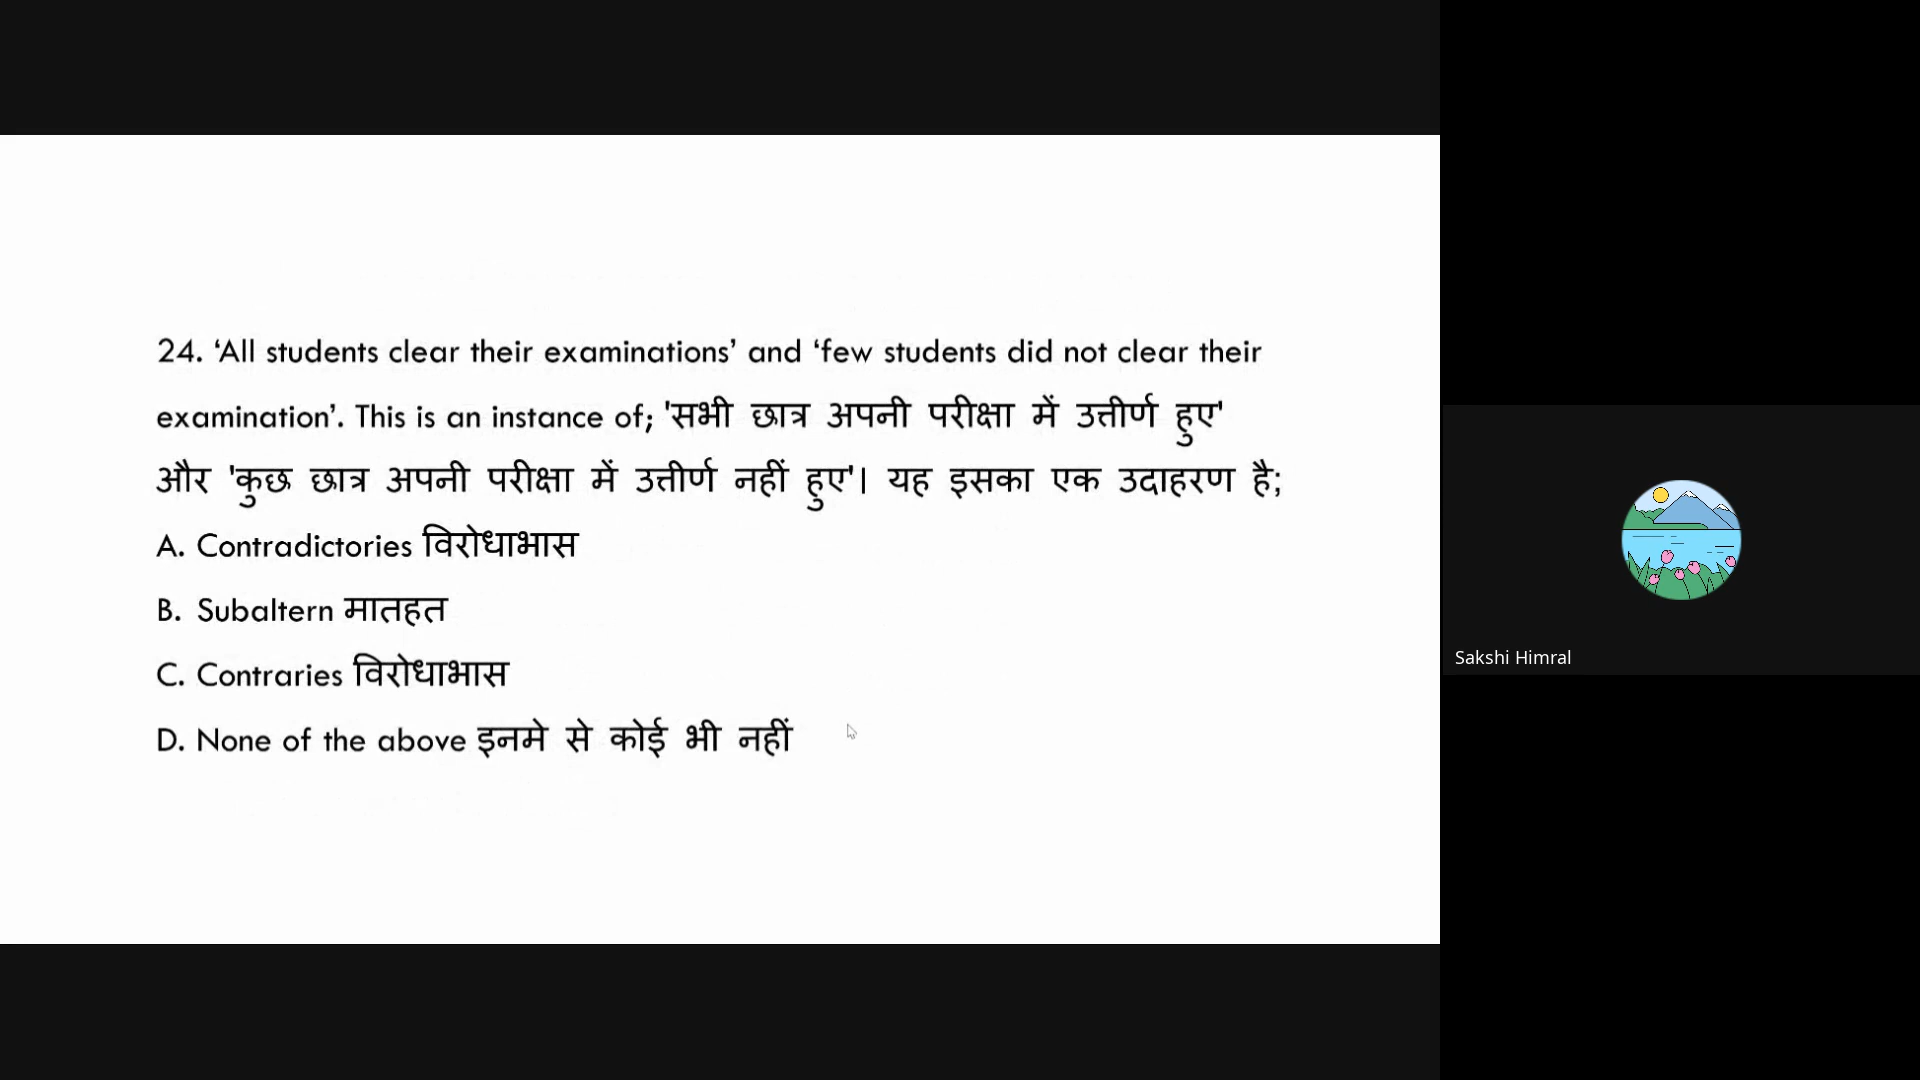 24. ‘All students clear their examinations’ and ‘few students did not clear their
examination’. This is an instance of; 'सभी छात्र अपनी परीक्षा में उत्तीर्ण हुए'
और 'कुछ छात्र अपनी परीक्षा में उत्तीर्ण नहीं हुए'। यह इसका एक उदाहरण है;
A. Contradictories विरोधाभास
B. Subaltern मातहत
C. Contraries विरोधाभास
D. None of the above इनमे से कोई भी नहीं
Sakshi Himral